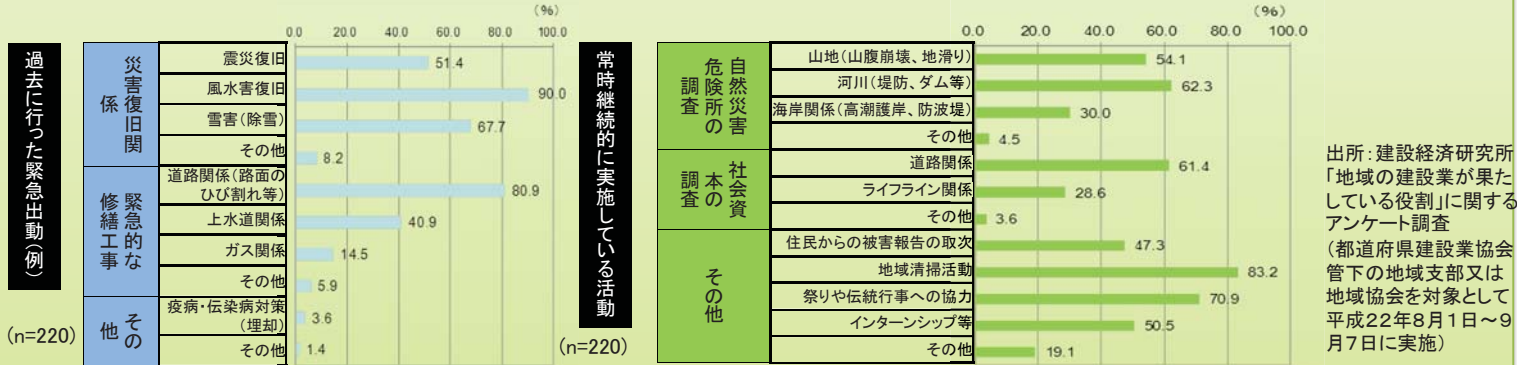 (%)
0.0 20.0 40.0 60.0 80.0 100.0
過去に行った緊急出動(例)
(n=220)
災害復旧関係
震災復旧 51.4
風水害復旧 90.0
雪害(除雪) 67.7
その他 8.2
緊急的な修繕工事
道路関係(路面の
ひび割れ等) 80.9
上水道関係 40.9
ガス関係 14.5
その他 5.9
その他
疫病・伝染病対策
(埋却) 3.6
その他 1.4
(%)
0.0 20.0 40.0 60.0 80.0 100.0
常時継続的に実施している活動
(n=220)
自然災害危険所の調査
山地(山腹崩壊、地滑り) 54.1
河川(堤防、ダム等) 62.3
海岸関係(高潮護岸、防波堤) 30.0
その他 4.5
社会資本の調査
道路関係 61.4
ライフライン関係 28.6
その他 3.6
その他
住民からの被害報告の取次 47.3
地域清掃活動 83.2
祭りや伝統行事への協力 70.9
インターンシップ等 50.5
その他 19.1
出所:建設経済研究所
「地域の建設業が果た
している役割」に関する
アンケート調査
(都道府県建設業協会
管下の地域支部又は
地域協会を対象として
平成22年8月1日~9
月7日に実施)